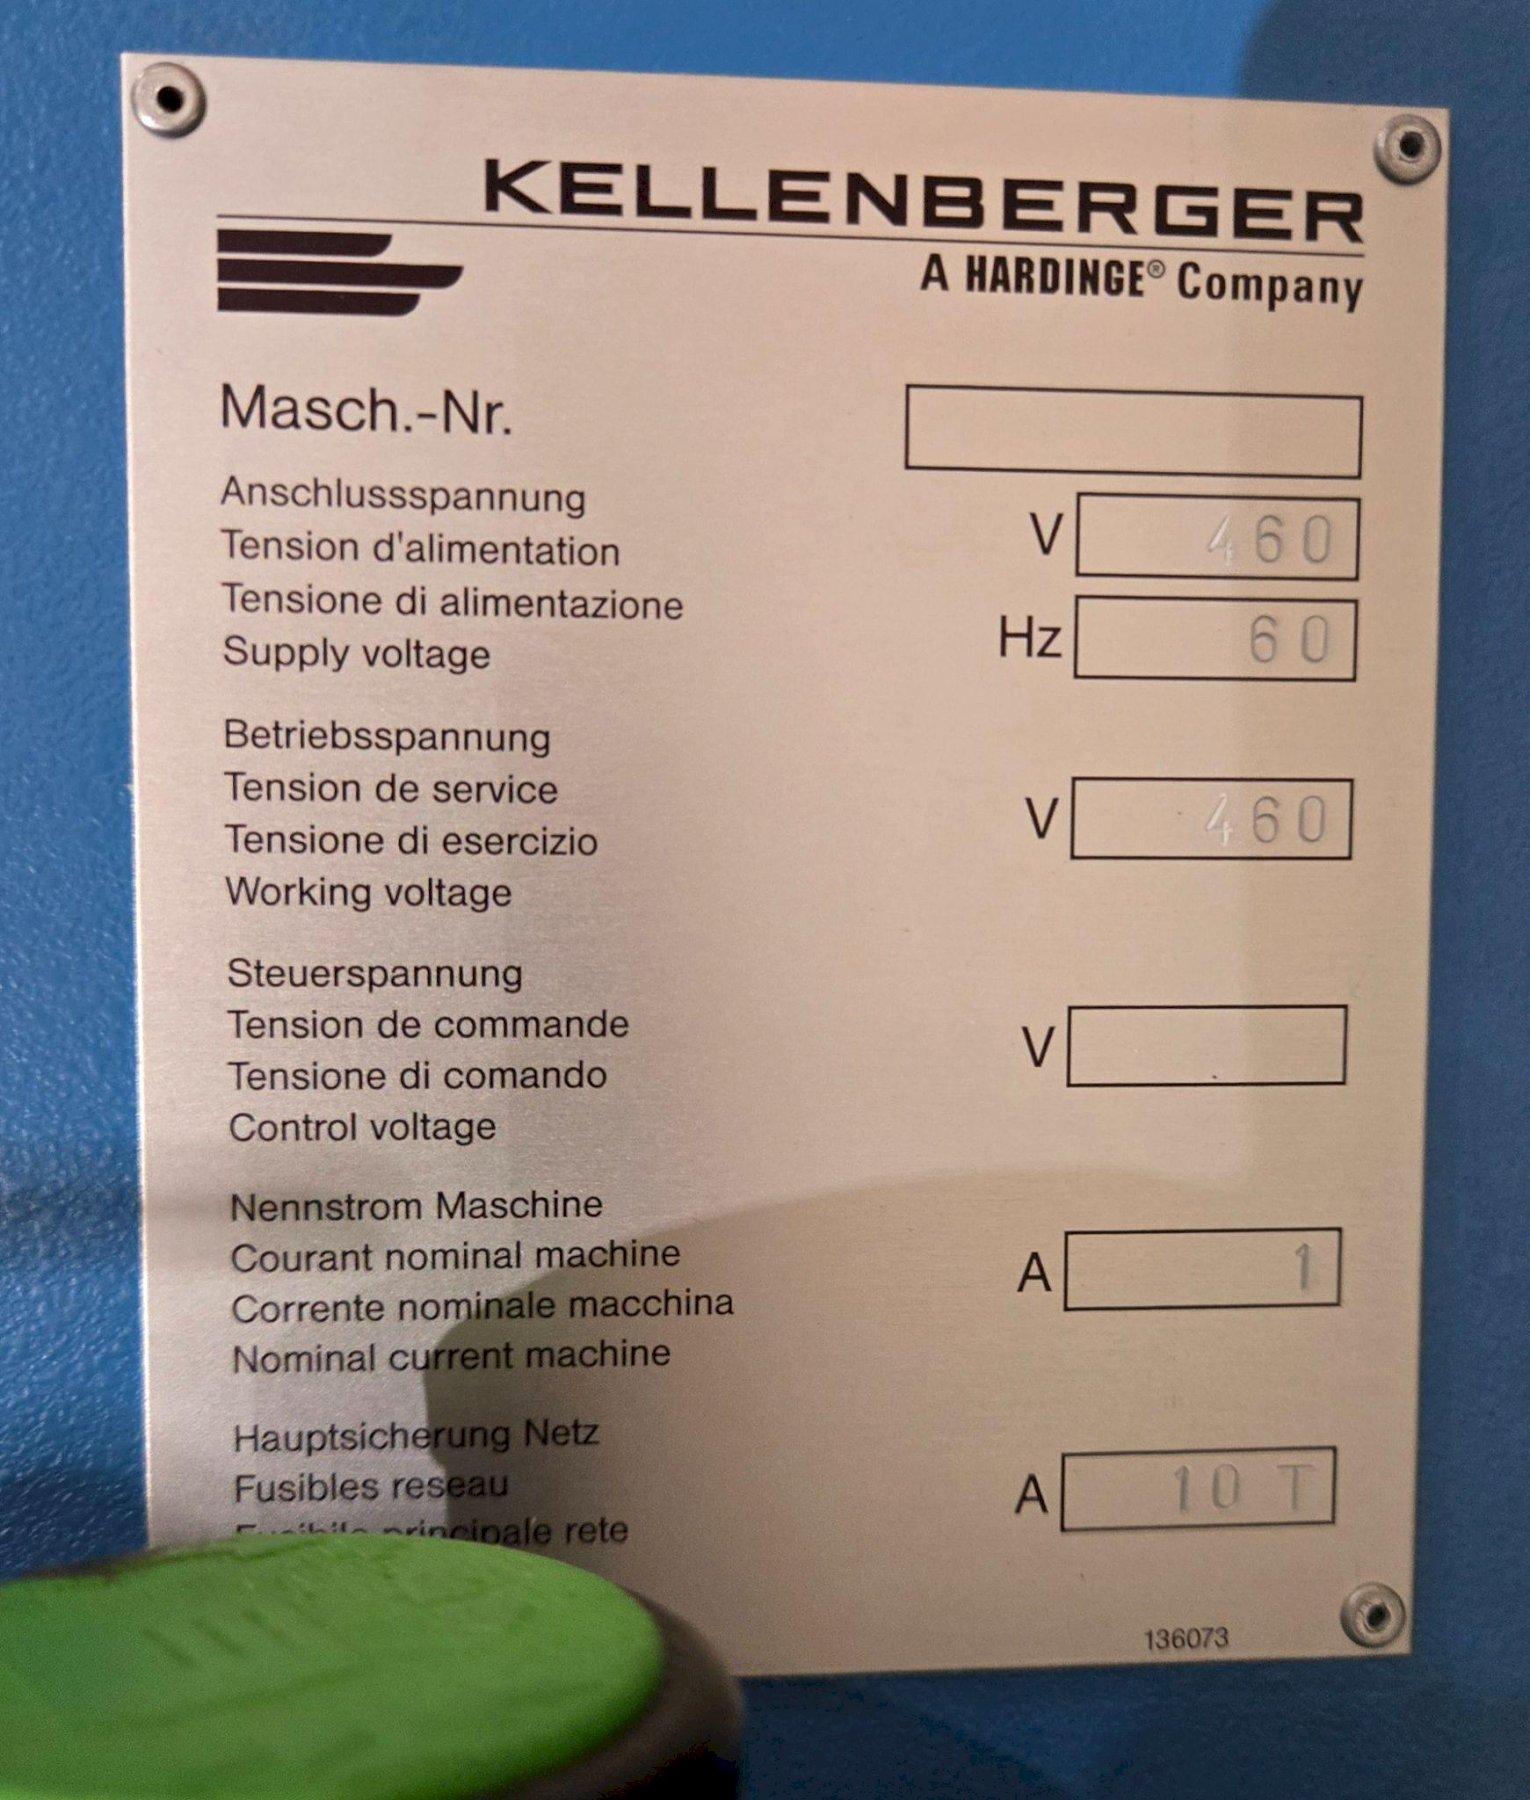 KELLENBERGER
A HARDINGE® Company
Masch.-Nr.
Anschlussspannung
Tension d'alimentation
V 460
Tensione di alimentazione
Supply voltage
Hz 60
Betriebsspannung
Tension de service
V 460
Tensione di esercizio
Working voltage
Steuerspannung
Tension de commande
V
Tensione di comando
Control voltage
Nennstrom Maschine
Courant nominal machine
A 1
Corrente nominale macchina
Nominal current machine
Hauptsicherung Netz
Fusibles reseau
A 10 T
principale rete
136073